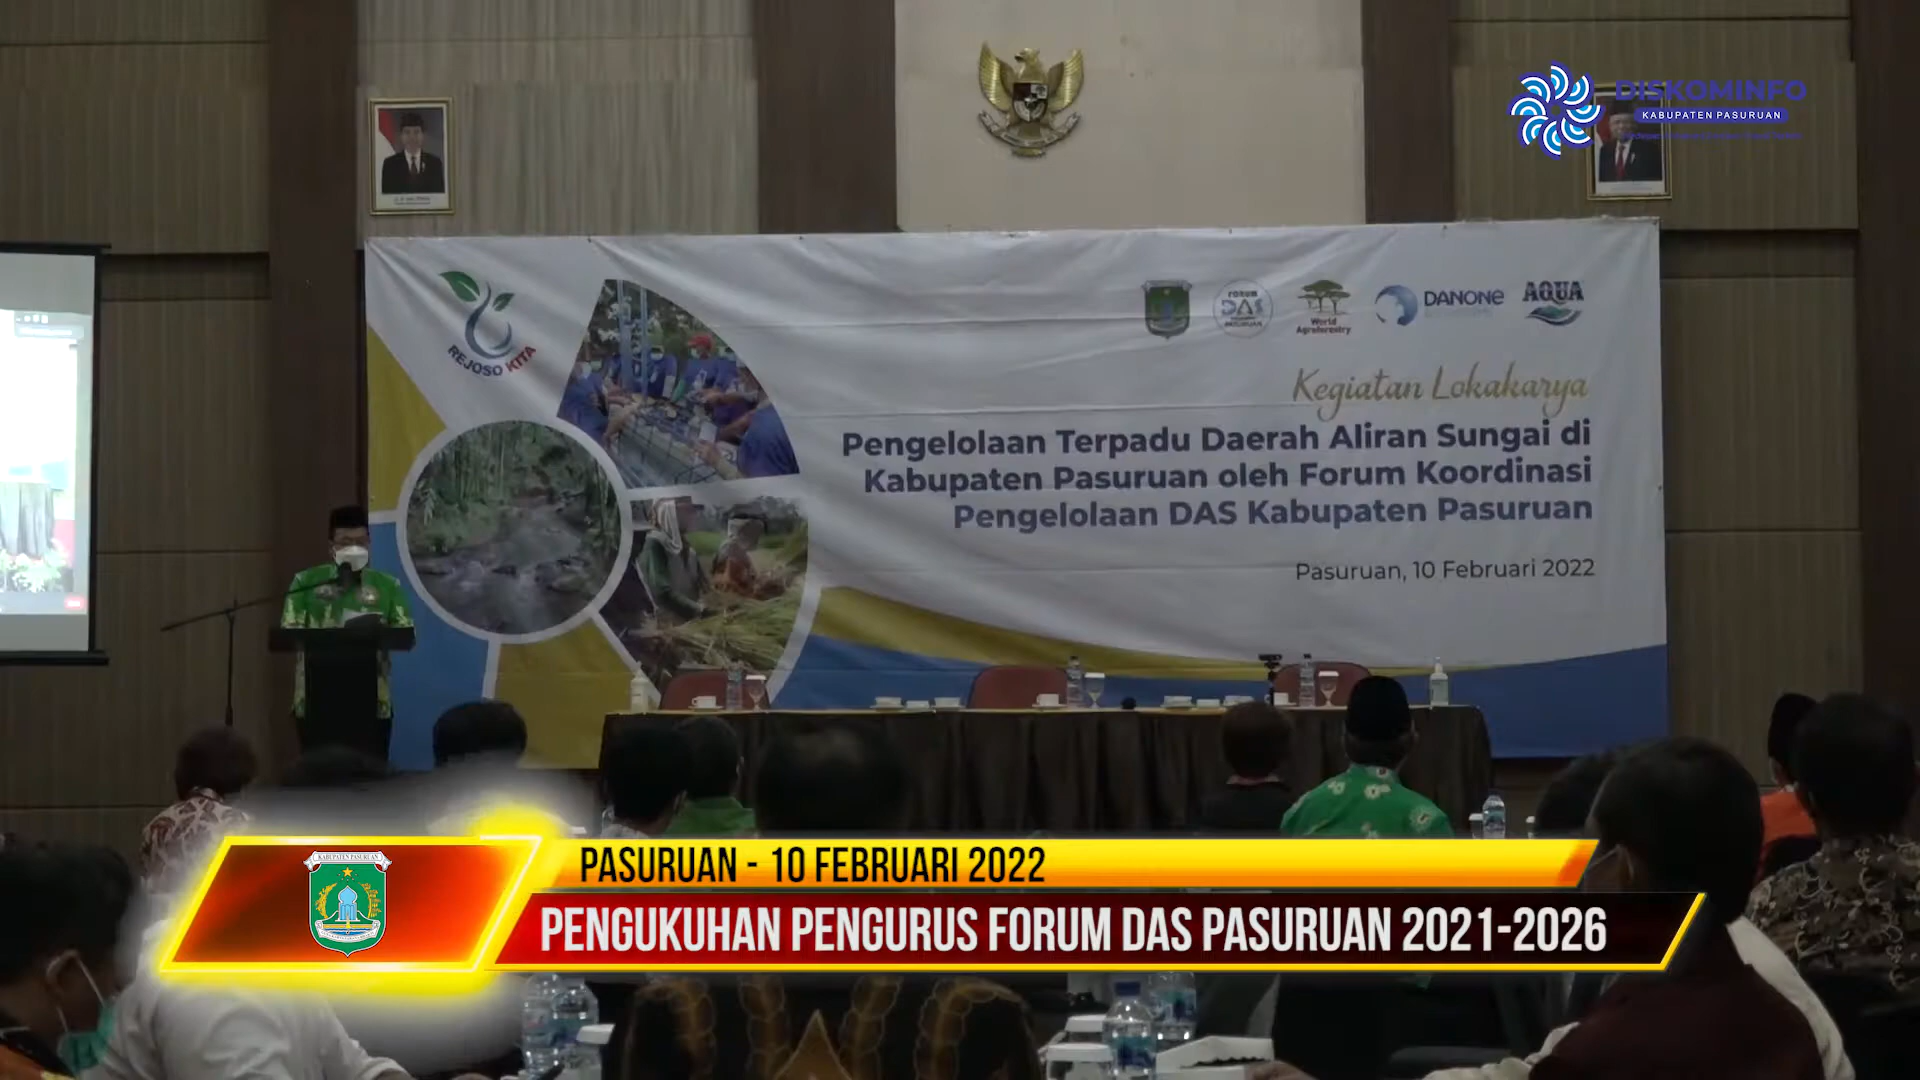 DISKOMINFO
KABUPATEN PASURUAN
REJOSO KITA
FORUM
DAS
PASURUAN
World
Agroforestry
DANONE
AQUA
Kegiatan Lokakarya
Pengelolaan Terpadu Daerah Aliran Sungai di
Kabupaten Pasuruan oleh Forum Koordinasi
Pengelolaan DAS Kabupaten Pasuruan
Pasuruan, 10 Februari 2022
KABUPATEN PASURUAN
PASURUAN - 10 FEBRUARI 2022
PENGUKUHAN PENGURUS FORUM DAS PASURUAN 2021-2026